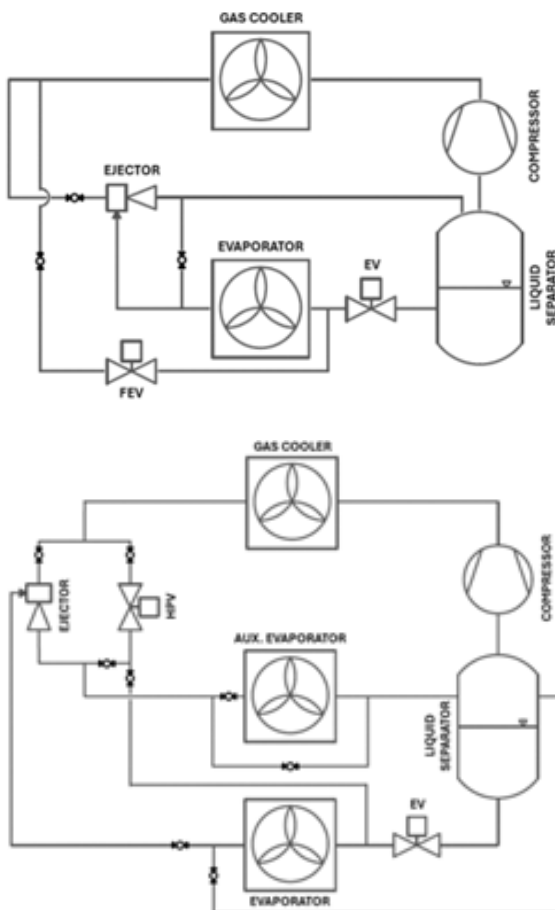 GAS COOLER
COMPRESSOR
EJECTOR
EVAPORATOR
EV
LIQUID
SEPARATOR
FEV
GAS COOLER
EJECTOR
HPV
COMPRESSOR
AUX. EVAPORATOR
LIQUID
SEPARATOR
EV
EVAPORATOR